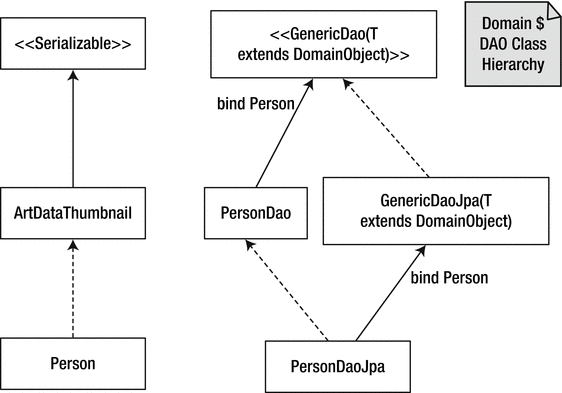 <<Serializable>>
<<GenericDao(T
extends DomainObject)>>
Domain $
DAO Class
Hierarchy
bind Person
ArtDataThumbnail
PersonDao
GenericDaoJpa(T
extends DomainObject)
bind Person
Person
PersonDaoJpa